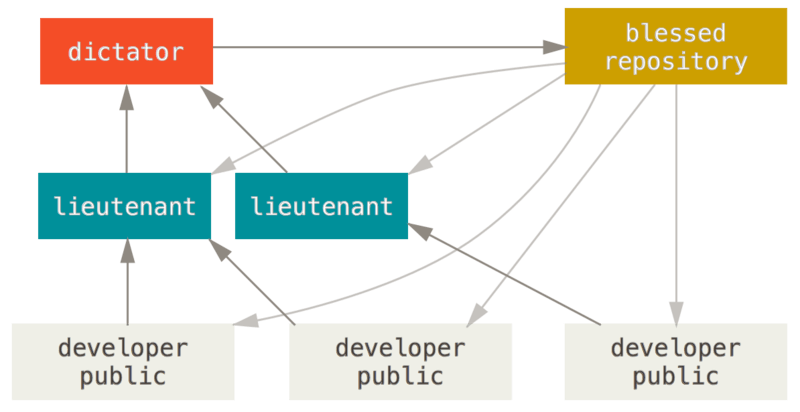 dictator
blessed
repository
lieutenant
lieutenant
developer
public
developer
public
developer
public